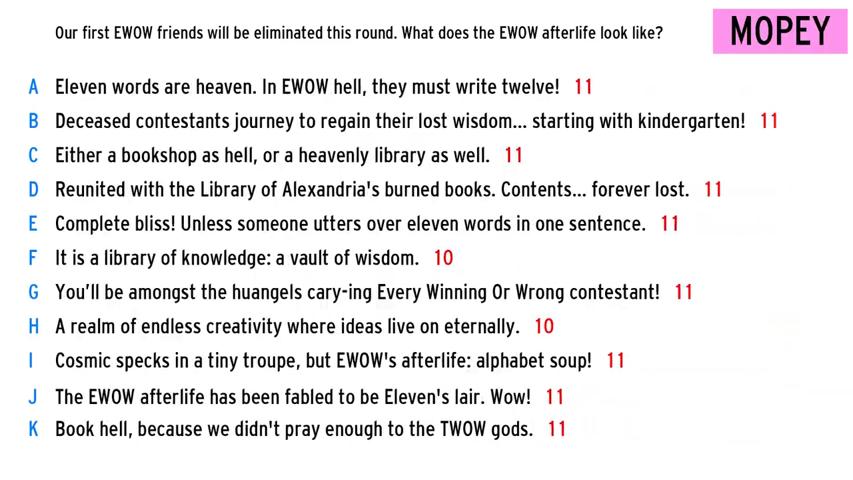 Our first EWOW friends will be eliminated this round. What does the EWOW afterlife look like?
MOPEY
A Eleven words are heaven. In EWOW hell, they must write twelve! 11
B Deceased contestants journey to regain their lost wisdom... starting with kindergarten! 11
C Either a bookshop as hell, or a heavenly library as well. 11
D Reunited with the Library of Alexandria's burned books. Contents... forever lost. 11
E Complete bliss! Unless someone utters over eleven words in one sentence. 11
F It is a library of knowledge: a vault of wisdom. 10
G You'll be amongst the huangels cary-ing Every Winning Or Wrong contestant! 11
H A realm of endless creativity where ideas live on eternally. 10
I Cosmic specks in a tiny troupe, but EWOW's afterlife: alphabet soup! 11
J The EWOW afterlife has been fabled to be Eleven's lair. Wow! 11
K Book hell, because we didn't pray enough to the TWOW gods. 11